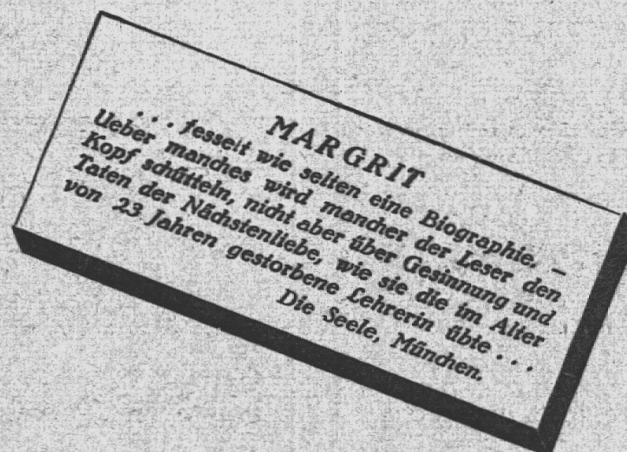 MARGRIT
. . . fesselt wie selten eine Biographie. –
Ueber manches wird mancher der Leser den
Kopf schütteln, nicht aber über Gesinnung und
Taten der Nächstenliebe, wie sie die im Alter
von 23 Jahren gestorbene Lehrerin übte . . .
Die Seele, München.